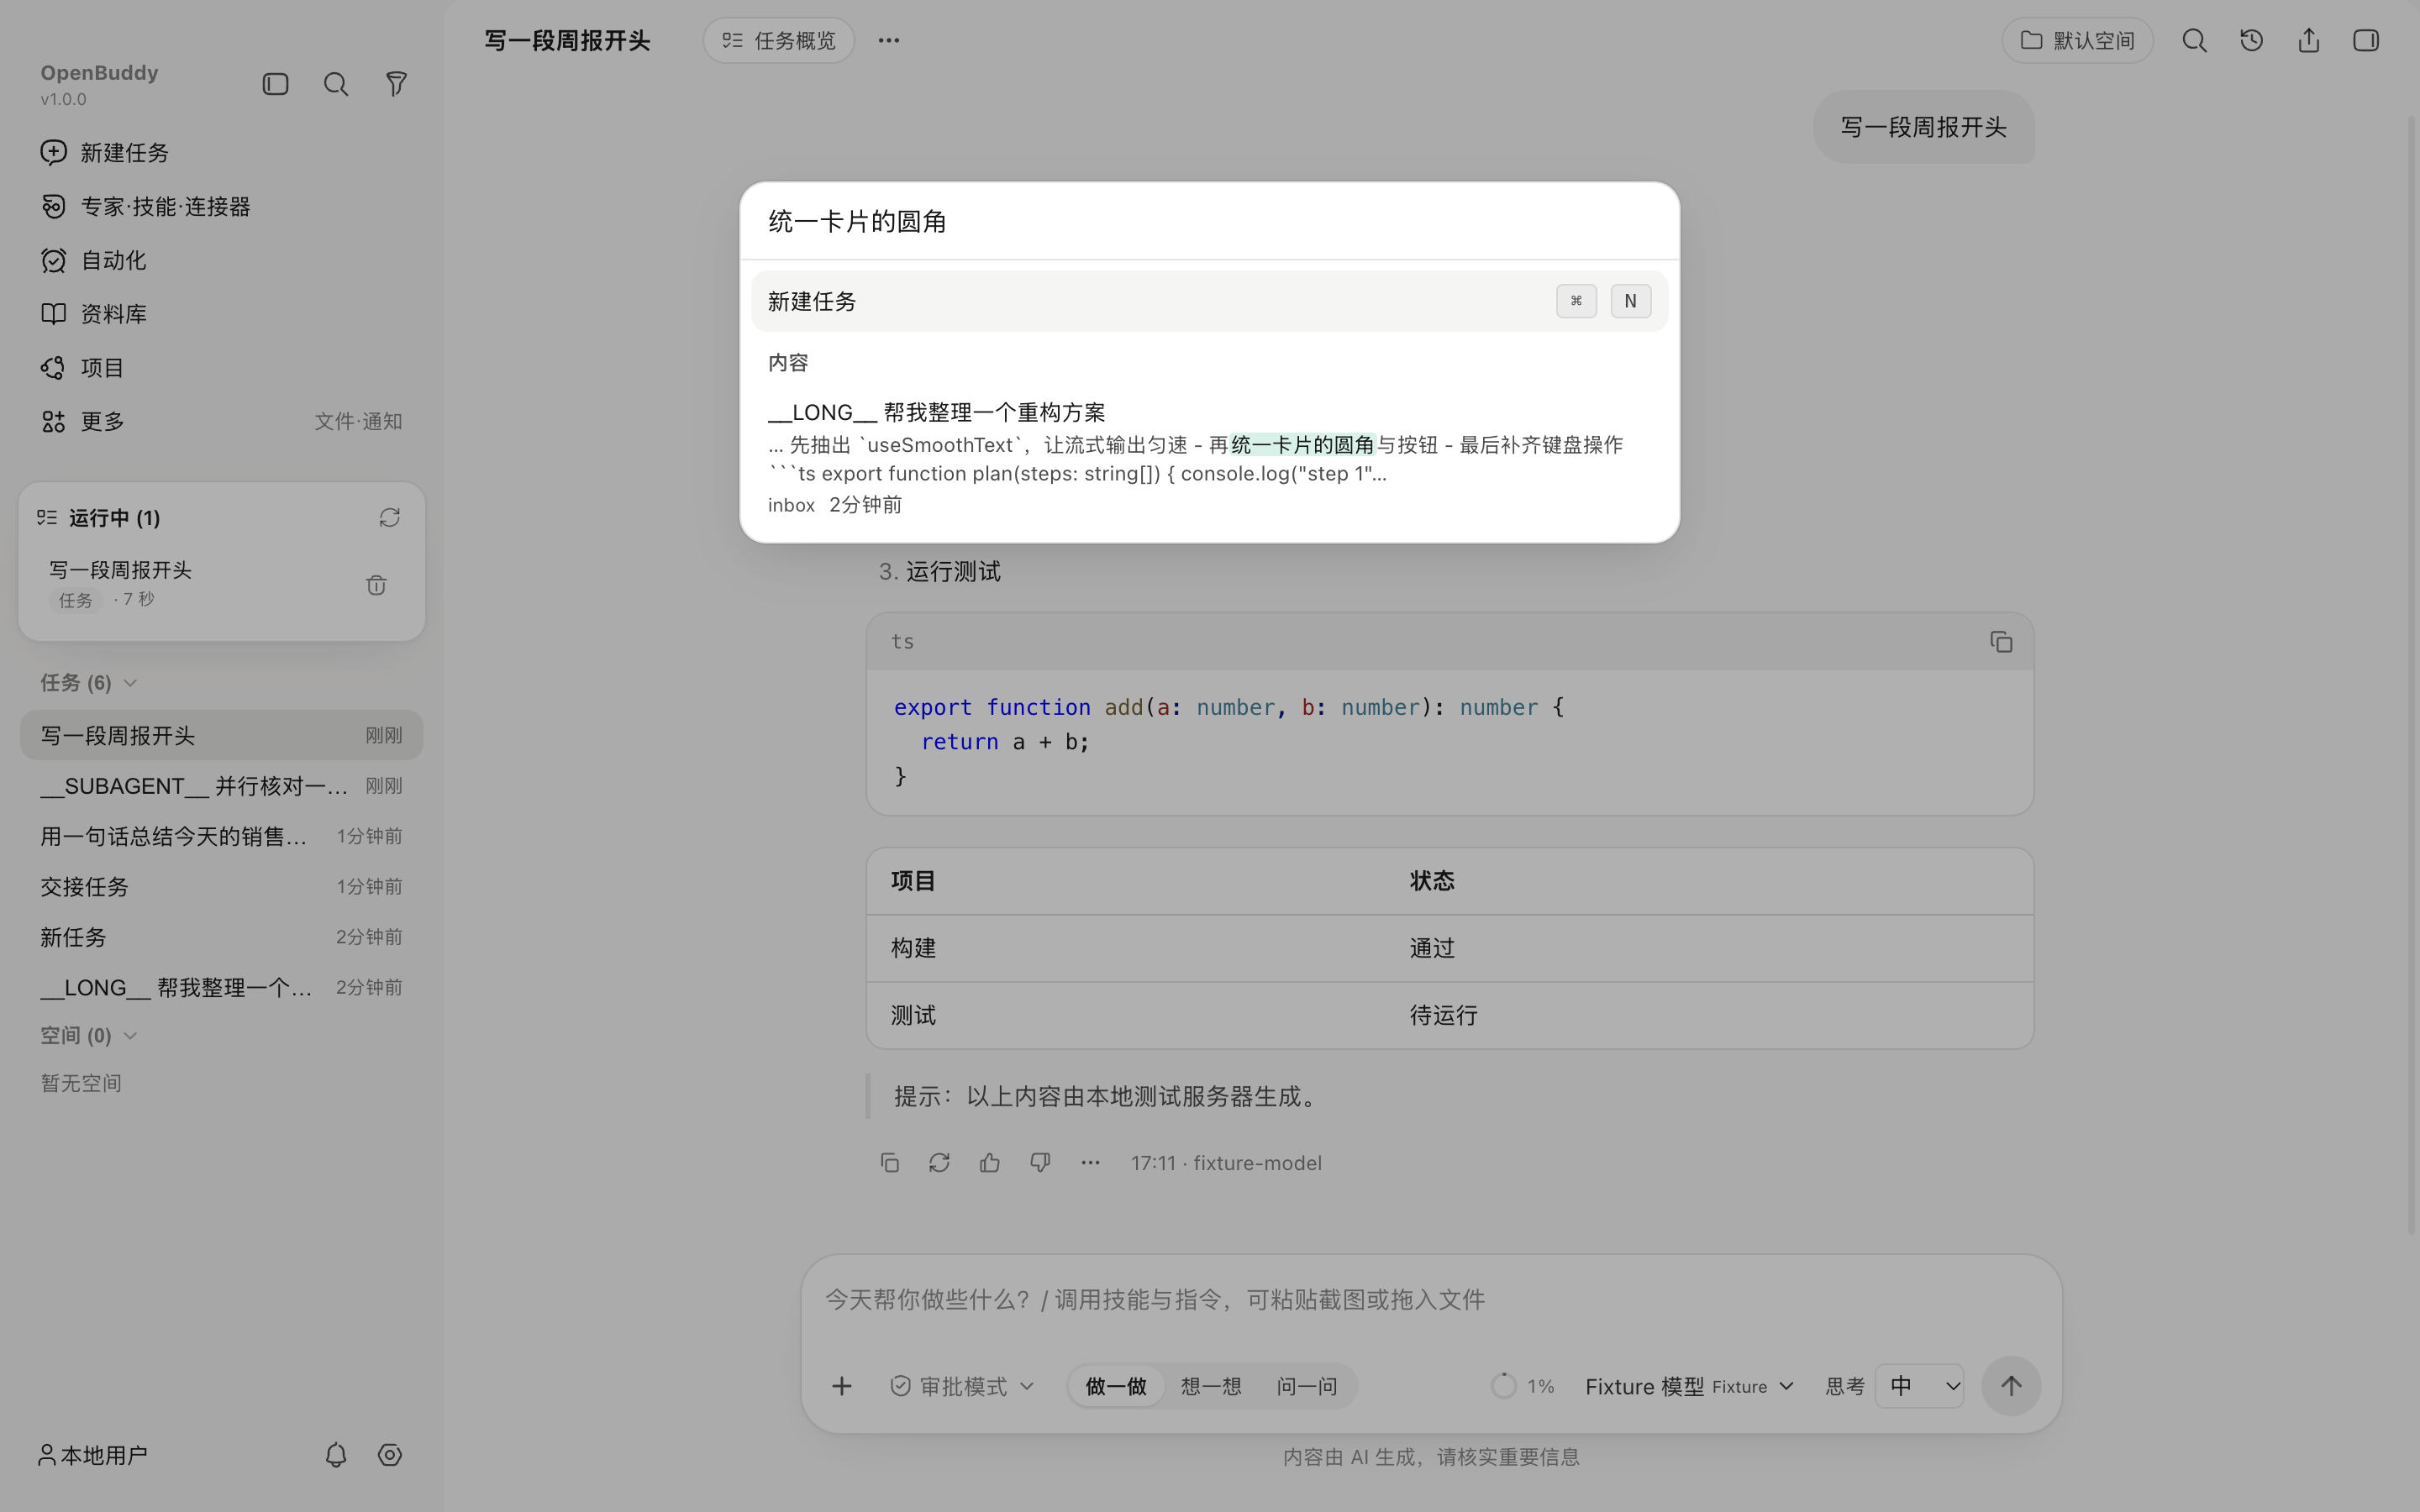 OpenBuddy
v1.0.0
新建任务
专家·技能·连接器
自动化
资料库
项目
更多 文件·通知
运行中 (1)
写一段周报开头
任务 · 7 秒
任务 (6)
写一段周报开头 刚刚
__SUBAGENT__ 并行核对一… 刚刚
用一句话总结今天的销售… 1分钟前
交接任务 1分钟前
新任务 2分钟前
__LONG__ 帮我整理一个… 2分钟前
空间 (0)
暂无空间
本地用户
写一段周报开头 任务概览
默认空间
写一段周报开头
统一卡片的圆角
新建任务 ⌘ N
内容
__LONG__ 帮我整理一个重构方案
... 先抽出 `useSmoothText`，让流式输出匀速 - 再统一卡片的圆角与按钮 - 最后补齐键盘操作
```ts export function plan(steps: string[]) { console.log("step 1"...
inbox 2分钟前
3. 运行测试
ts
export function add(a: number, b: number): number {
return a + b;
}
项目 状态
构建 通过
测试 待运行
提示：以上内容由本地测试服务器生成。
17:11 · fixture-model
今天帮你做些什么？/ 调用技能与指令，可粘贴截图或拖入文件
审批模式 做一做 想一想 问一问 1% Fixture 模型 Fixture 思考 中
内容由 AI 生成，请核实重要信息